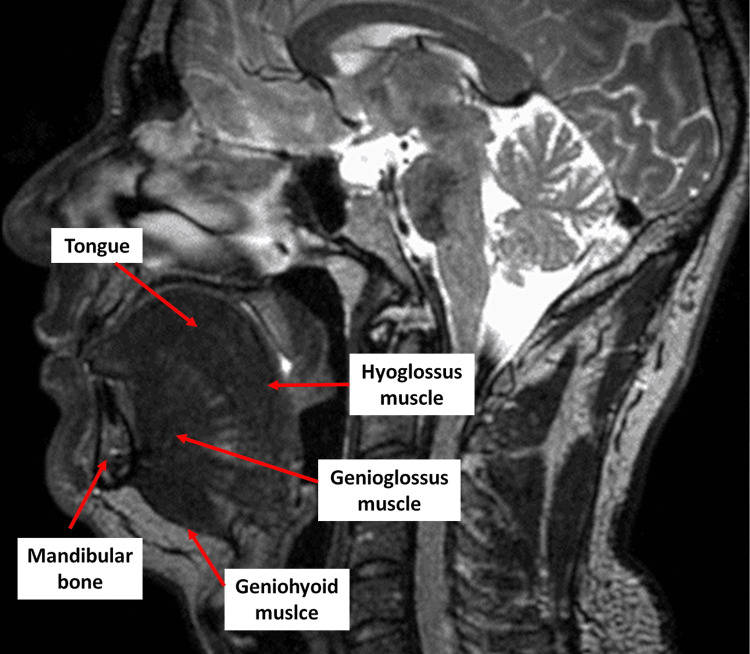 Tongue
Hyoglossus
muscle
Genioglossus
muscle
Mandibular
bone
Geniohyoid
muslce